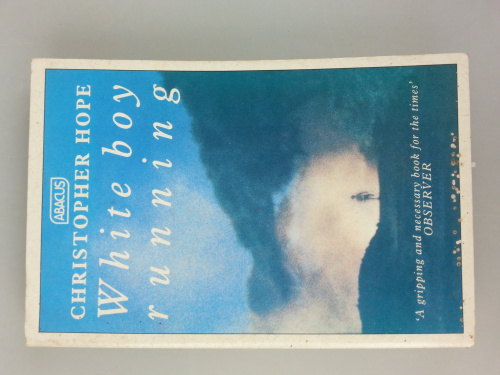 ABACUS
CHRISTOPHER HOPE
White boy
running
'A gripping and necessary book for the times'
OBSERVER